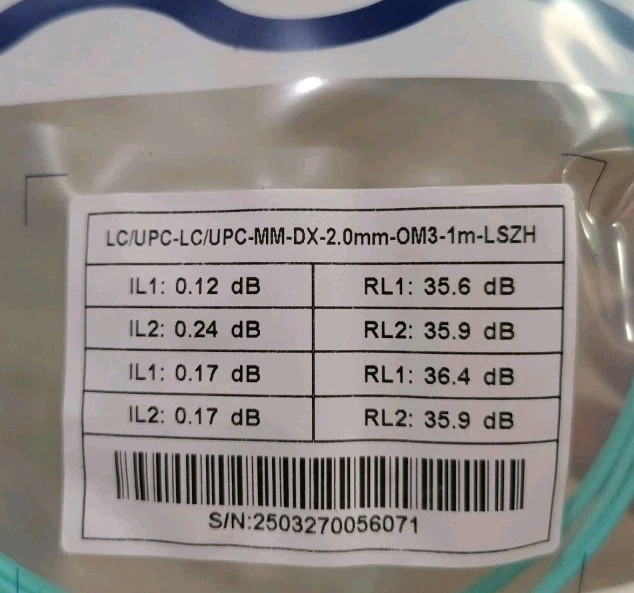 LC/UPC-LC/UPC-MM-DX-2.0mm-OM3-1m-LSZH
IL1: 0.12 dB RL1: 35.6 dB
IL2: 0.24 dB RL2: 35.9 dB
IL1: 0.17 dB RL1: 36.4 dB
IL2: 0.17 dB RL2: 35.9 dB
S/N:2503270056071